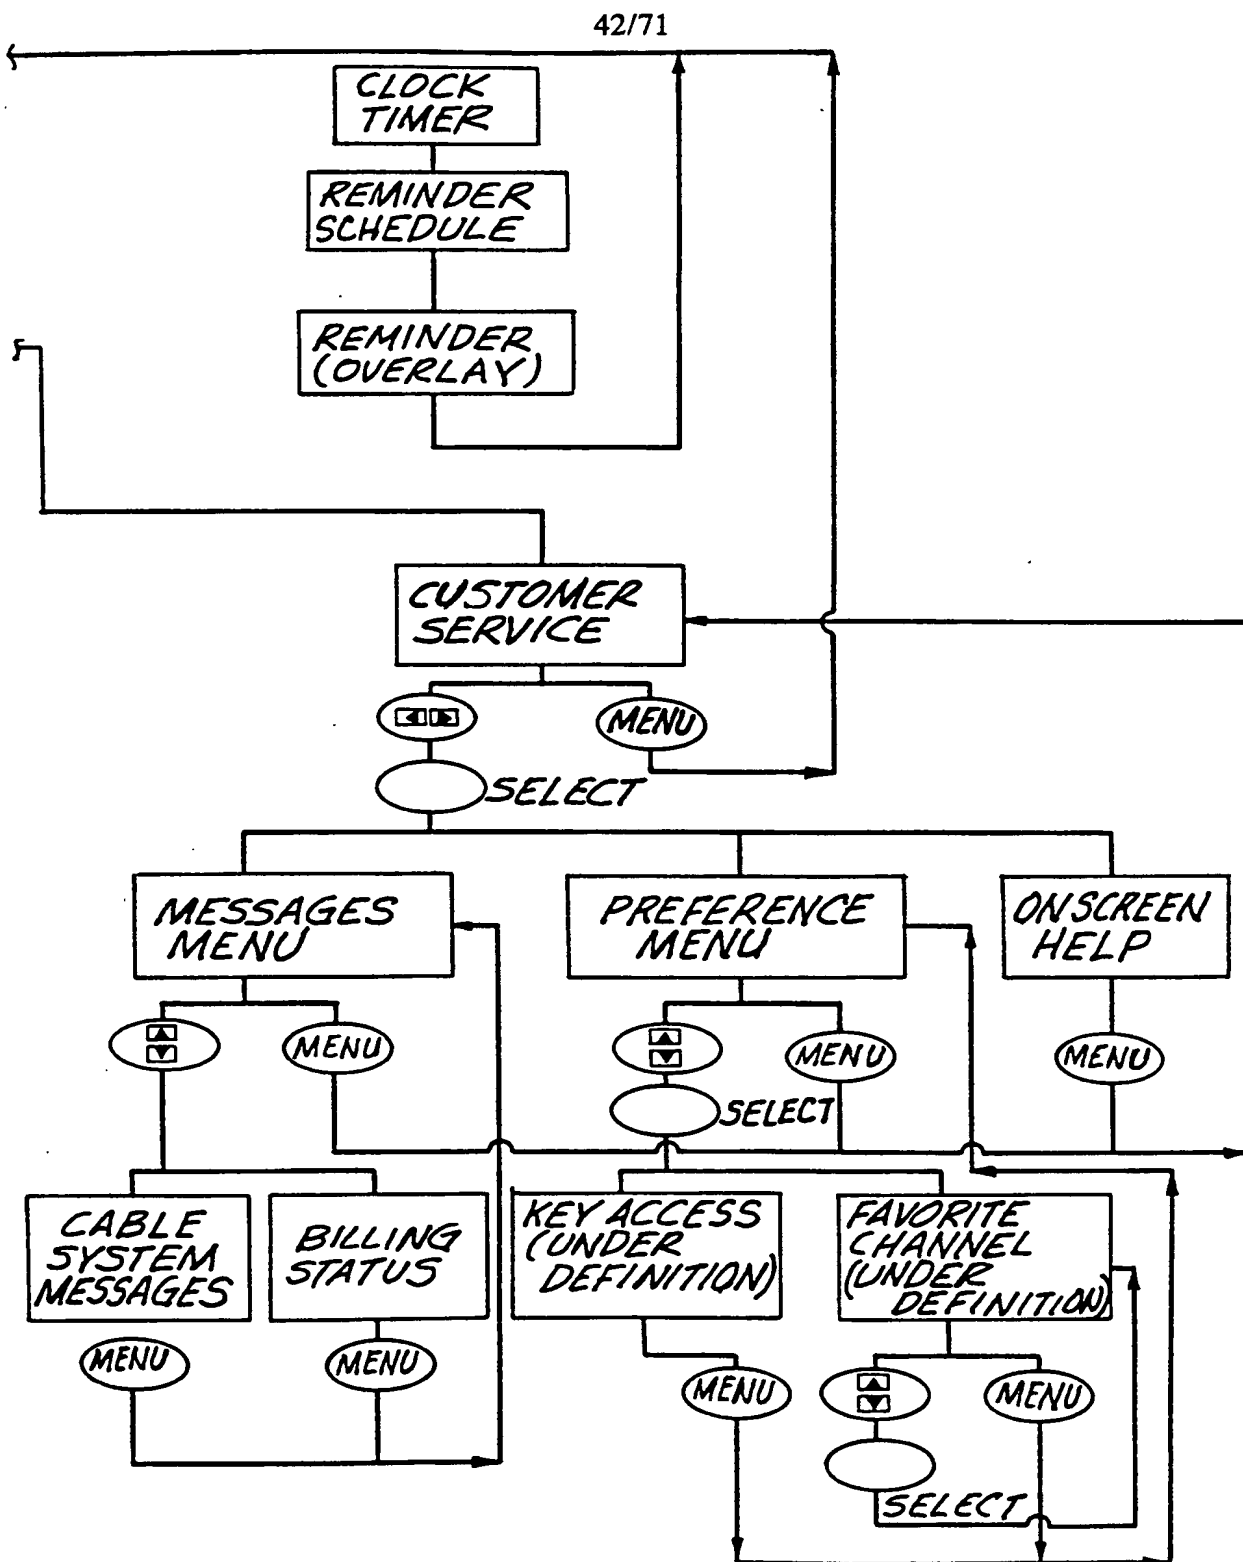 42/71
CLOCK
TIMER
REMINDER
SCHEDULE
REMINDER
(OVERLAY)
CUSTOMER
SERVICE
MENU
SELECT
MESSAGES
MENU
PREFERENCE
MENU
ONSCREEN
HELP
MENU
MENU
MENU
SELECT
CABLE
SYSTEM
MESSAGES
BILLING
STATUS
KEY ACCESS
(UNDER
DEFINITION)
FAVORITE
CHANNEL
(UNDER
DEFINITION)
MENU
MENU
MENU
MENU
SELECT